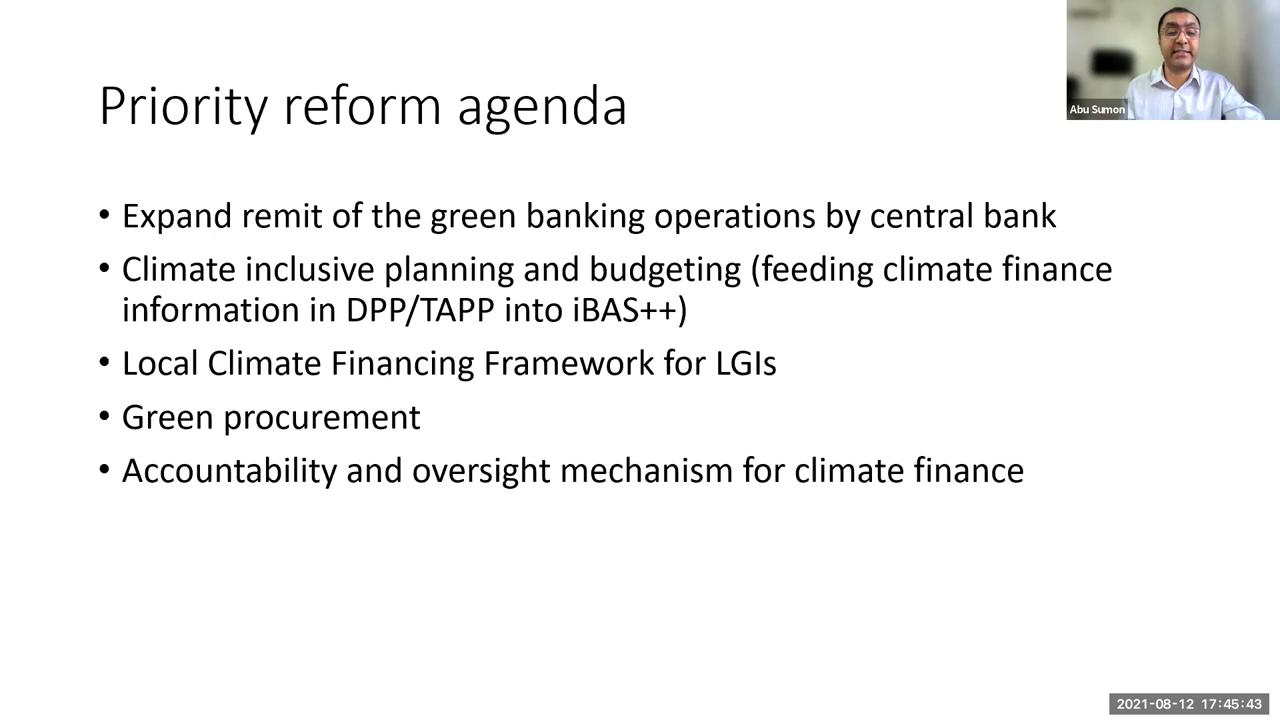 Priority reform agenda
Abu Sumon
• Expand remit of the green banking operations by central bank
• Climate inclusive planning and budgeting (feeding climate finance
information in DPP/TAPP into iBAS++)
• Local Climate Financing Framework for LGIs
• Green procurement
• Accountability and oversight mechanism for climate finance
2021-08-12 17:45:43